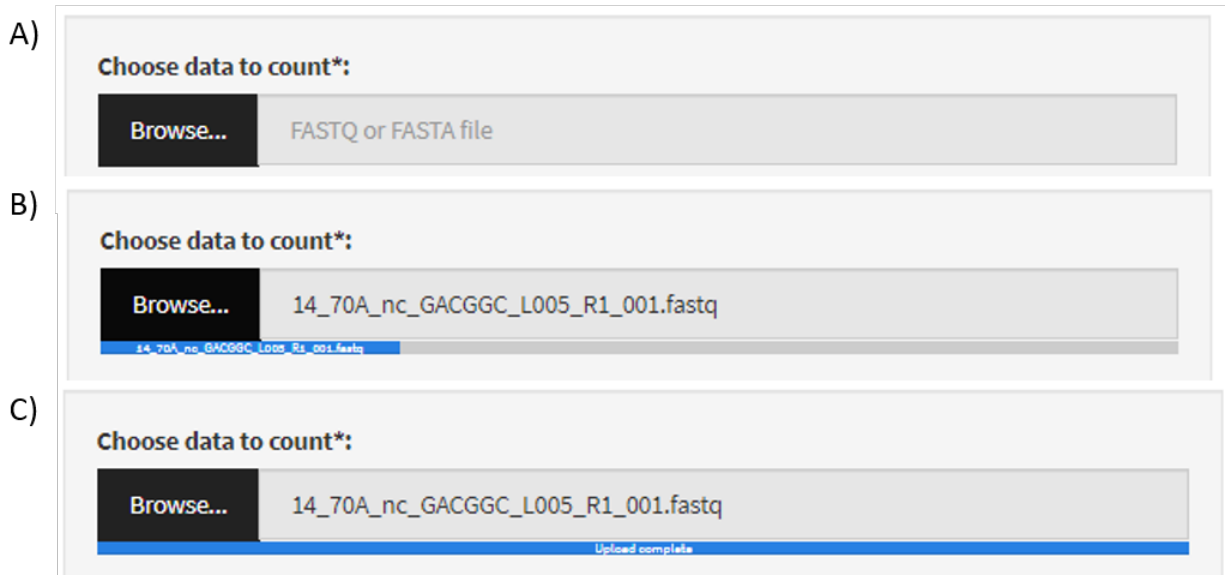 A)
Choose data to count*:
Browse... FASTQ or FASTA file
B)
Choose data to count*:
Browse... 14_70A_nc_GACGGC_L005_R1_001.fastq
14_70A_nc_GACGGC_L005_R1_001.fastq
C)
Choose data to count*:
Browse... 14_70A_nc_GACGGC_L005_R1_001.fastq
Upload complete